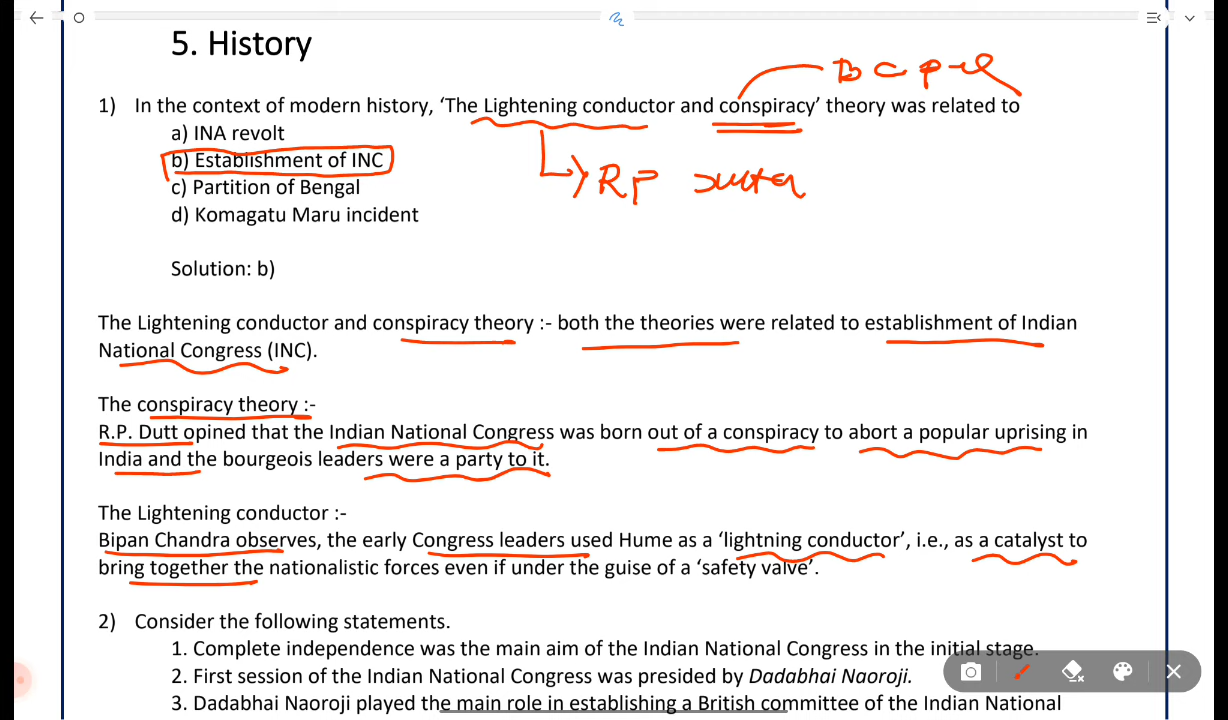 5. History
1) In the context of modern history, ‘The Lightening conductor and conspiracy’ theory was related to
a) INA revolt
b) Establishment of INC
c) Partition of Bengal
d) Komagatu Maru incident
RP
Solution: b)
The Lightening conductor and conspiracy theory :- both the theories were related to establishment of Indian
National Congress (INC).
The conspiracy theory :-
R.P. Dutt opined that the Indian National Congress was born out of a conspiracy to abort a popular uprising in
India and the bourgeois leaders were a party to it.
The Lightening conductor :-
Bipan Chandra observes, the early Congress leaders used Hume as a ‘lightning conductor’, i.e., as a catalyst to
bring together the nationalistic forces even if under the guise of a ‘safety valve’.
2) Consider the following statements.
1. Complete independence was the main aim of the Indian National Congress in the initial stage.
2. First session of the Indian National Congress was presided by Dadabhai Naoroji.
3. Dadabhai Naoroji played the main role in establishing a British committee of the Indian National